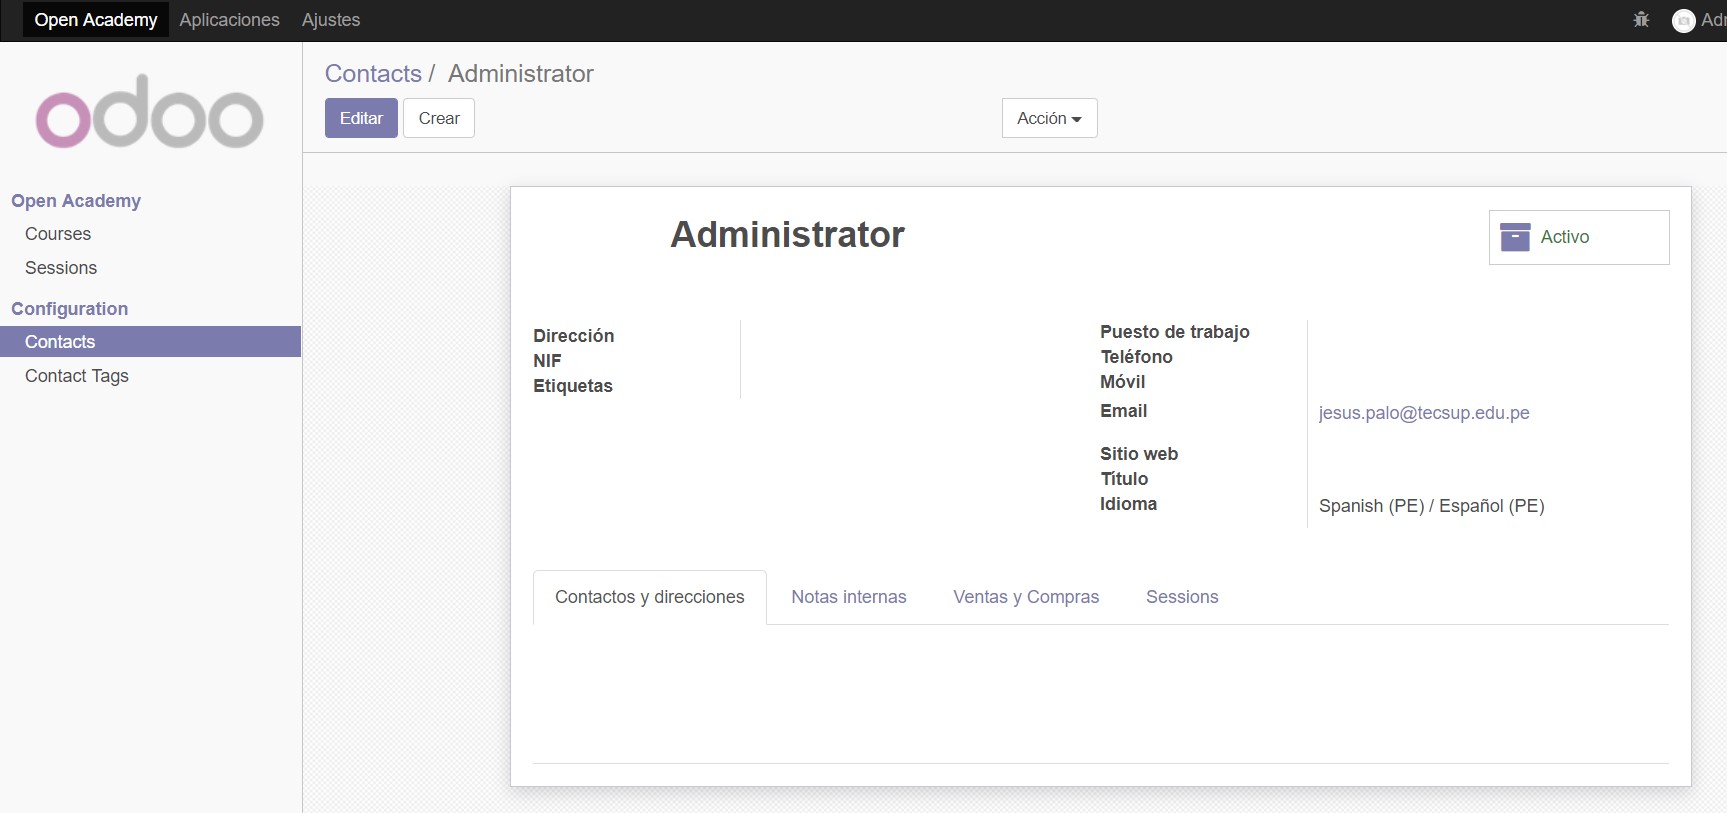 Open Academy Aplicaciones Ajustes Adr
odoo
Open Academy
Courses
Sessions
Configuration
Contacts
Contact Tags
Contacts / Administrator
Editar Crear Acción
Administrator
Activo
Dirección
NIF
Etiquetas
Puesto de trabajo
Teléfono
Móvil
Email jesus.palo@tecsup.edu.pe
Sitio web
Título
Idioma Spanish (PE) / Español (PE)
Contactos y direcciones Notas internas Ventas y Compras Sessions